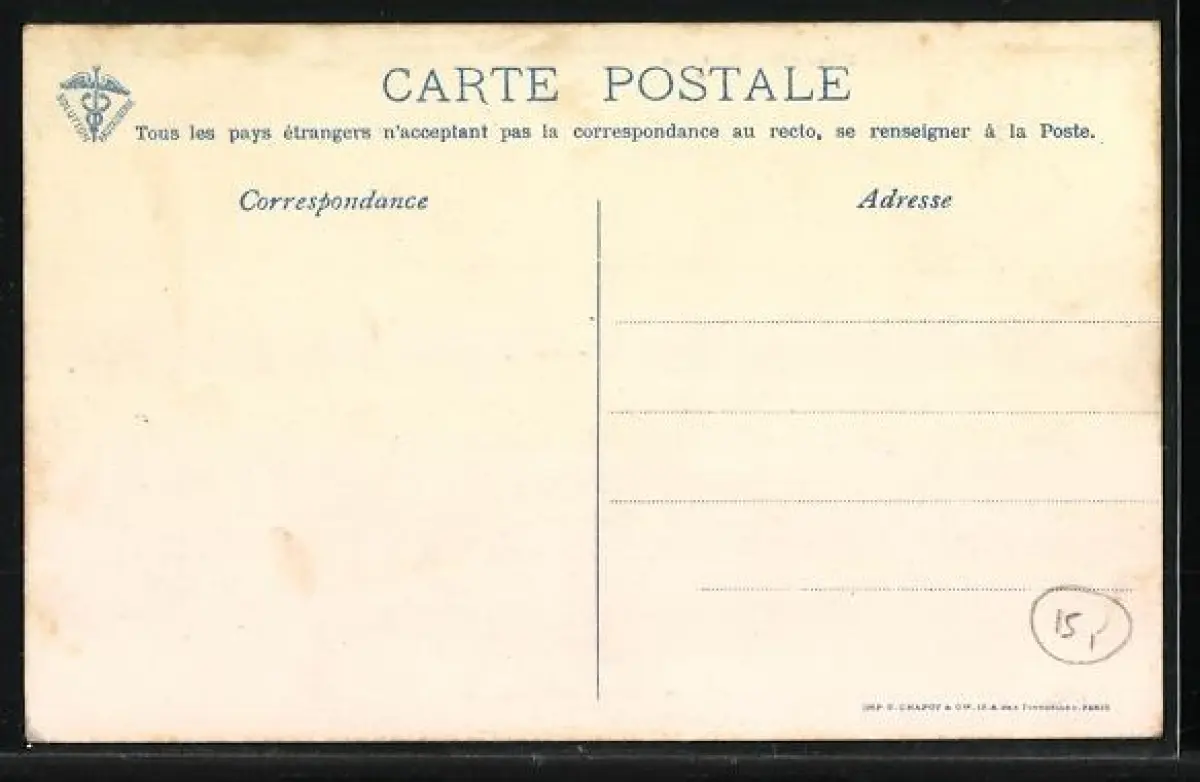 CARTE POSTALE
Tous les pays étrangers n'acceptant pas la correspondance au recto, se renseigner à la Poste.
Correspondance
Adresse
15
PARIS